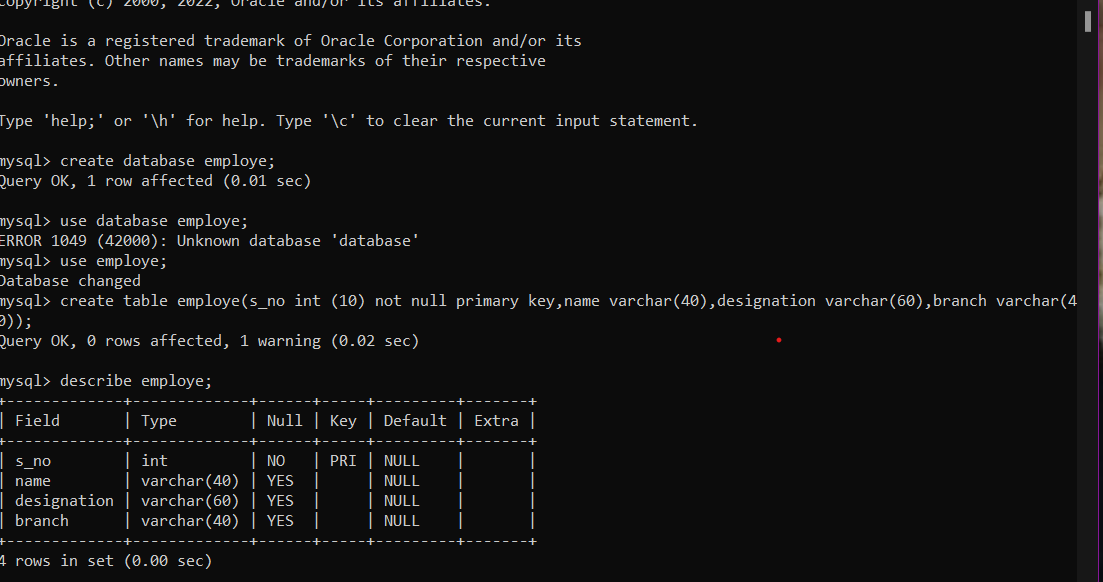 Copyright (c) 2000, 2022, Oracle and/or its affiliates.
Oracle is a registered trademark of Oracle Corporation and/or its
affiliates. Other names may be trademarks of their respective
owners.
Type 'help;' or '\h' for help. Type '\c' to clear the current input statement.
mysql> create database employe;
Query OK, 1 row affected (0.01 sec)
mysql> use database employe;
ERROR 1049 (42000): Unknown database 'database'
mysql> use employe;
Database changed
mysql> create table employe(s_no int (10) not null primary key,name varchar(40),designation varchar(60),branch varchar(4
0));
Query OK, 0 rows affected, 1 warning (0.02 sec)
mysql> describe employe;
+-------------+-------------+------+-----+---------+-------+
| Field       | Type        | Null | Key | Default | Extra |
+-------------+-------------+------+-----+---------+-------+
| s_no        | int         | NO   | PRI | NULL    |       |
| name        | varchar(40) | YES  |     | NULL    |       |
| designation | varchar(60) | YES  |     | NULL    |       |
| branch      | varchar(40) | YES  |     | NULL    |       |
+-------------+-------------+------+-----+---------+-------+
4 rows in set (0.00 sec)